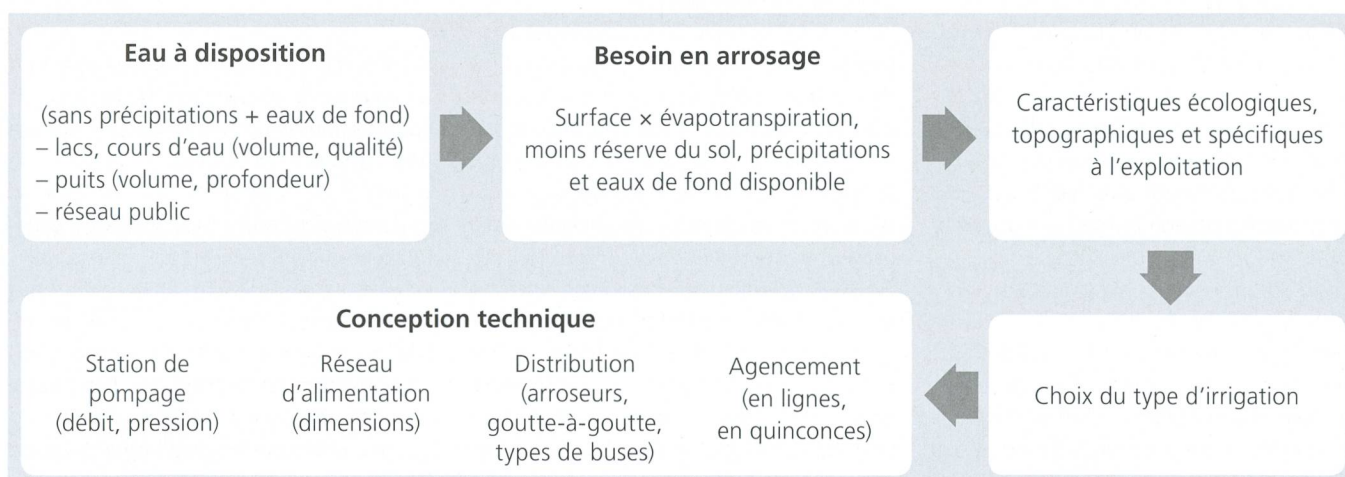 Eau à disposition
(sans précipitations + eaux de fond)
– lacs, cours d'eau (volume, qualité)
– puits (volume, profondeur)
– réseau public
Besoin en arrosage
Surface × évapotranspiration,
moins réserve du sol, précipitations
et eaux de fond disponible
Caractéristiques écologiques,
topographiques et spécifiques
à l'exploitation
Choix du type d'irrigation
Conception technique
Station de
pompage
(débit, pression)
Réseau
d'alimentation
(dimensions)
Distribution
(arroseurs,
goutte-à-goutte,
types de buses)
Agencement
(en lignes,
en quinconces)